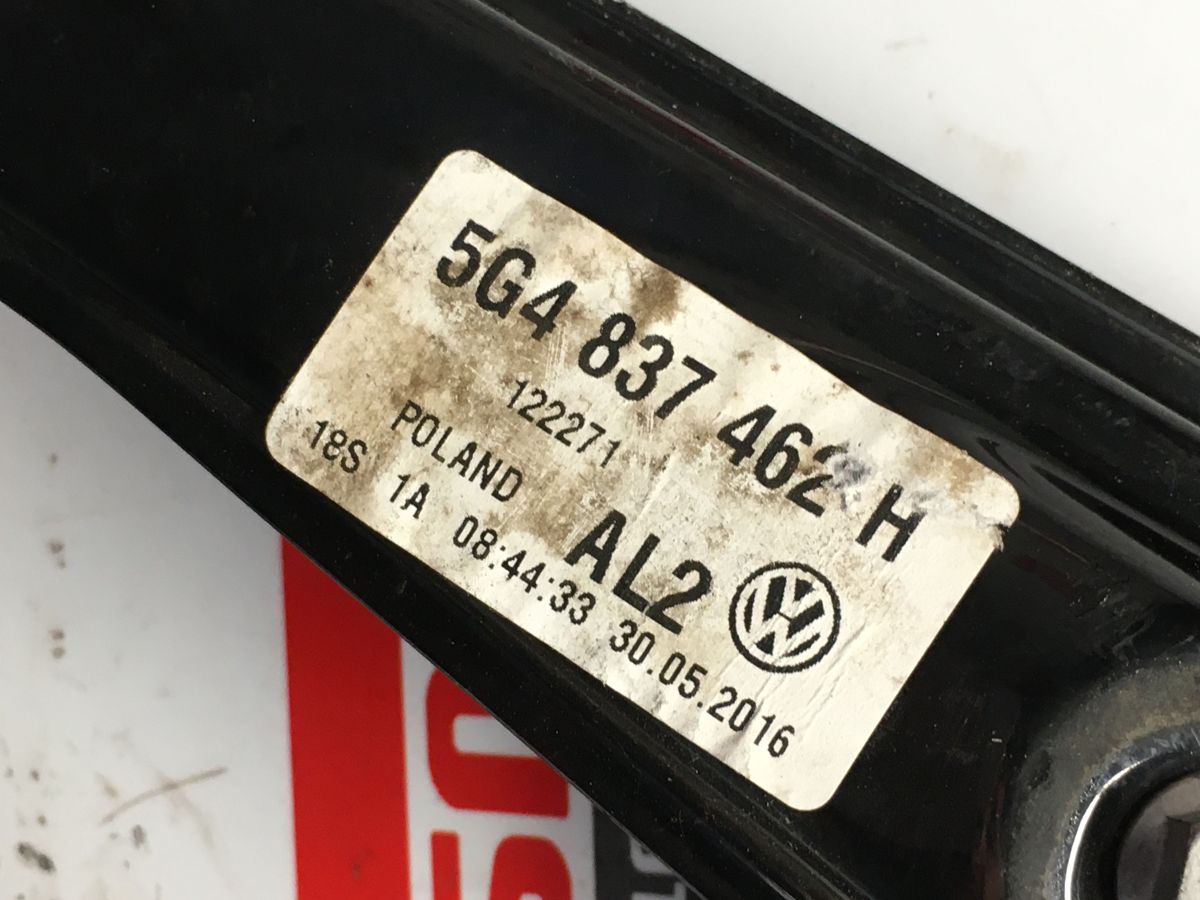 5G4 837 462 H
122271
POLAND AL2
18S 1A 08:44:33 30.05.2016